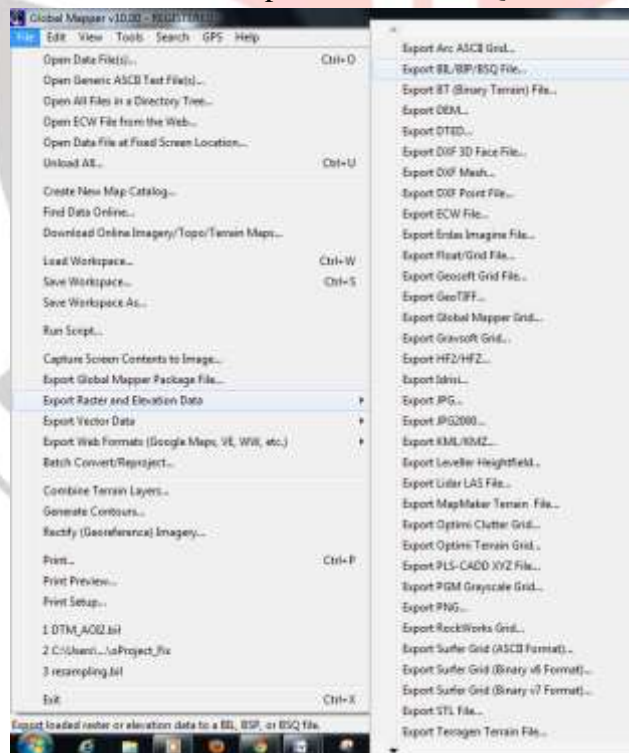 Global Mapper v10.00 - REGISTERED
File Edit View Tools Search GPS Help
Open Data File(s)... Ctrl+O
Open Generic ASCII Text File(s)...
Open All Files in a Directory Tree...
Open ECW File from the Web...
Open Data File at Fixed Screen Location...
Unload All... Ctrl+U
Create New Map Catalog...
Find Data Online...
Download Online Imagery/Topo/Terrain Maps...
Load Workspace... Ctrl+W
Save Workspace... Ctrl+S
Save Workspace As...
Run Script...
Capture Screen Contents to Image...
Export Global Mapper Package File...
Export Raster and Elevation Data
Export Vector Data
Export Web Formats (Google Maps, VE, WW, etc.)
Batch Convert/Reproject...
Combine Terrain Layers...
Generate Contours...
Rectify (Georeference) Imagery...
Print... Ctrl+P
Print Preview...
Print Setup...
1 DTM_AOI2.bil
2 C:\Users\...\oProject_fix
3 resampling.bil
Exit Ctrl+X
Export loaded raster or elevation data to a BIL, BSP, or BSQ file.
Export Arc ASCII Grid...
Export BIL/BIP/BSQ File...
Export BT (Binary Terrain) File...
Export DEM...
Export DTED...
Export DXF 3D Face File...
Export DXF Mesh...
Export DXF Point File...
Export ECW File...
Export Erdas Imagine File...
Export Float/Grid File...
Export Geosoft Grid File...
Export GeoTIFF...
Export Global Mapper Grid...
Export Gravsoft Grid...
Export HF2/HFZ...
Export Idrisi...
Export JPG...
Export JPG2000...
Export KML/KMZ...
Export Leveller Heightfield...
Export Lidar LAS File...
Export MapMaker Terrain File...
Export Optimi Clutter Grid...
Export Optimi Terrain Grid...
Export PLS-CADD XYZ File...
Export PGM Grayscale Grid...
Export PNG...
Export RockWorks Grid...
Export Surfer Grid (ASCII Format)...
Export Surfer Grid (Binary v6 Format)...
Export Surfer Grid (Binary v7 Format)...
Export STL File...
Export Terragen Terrain File...